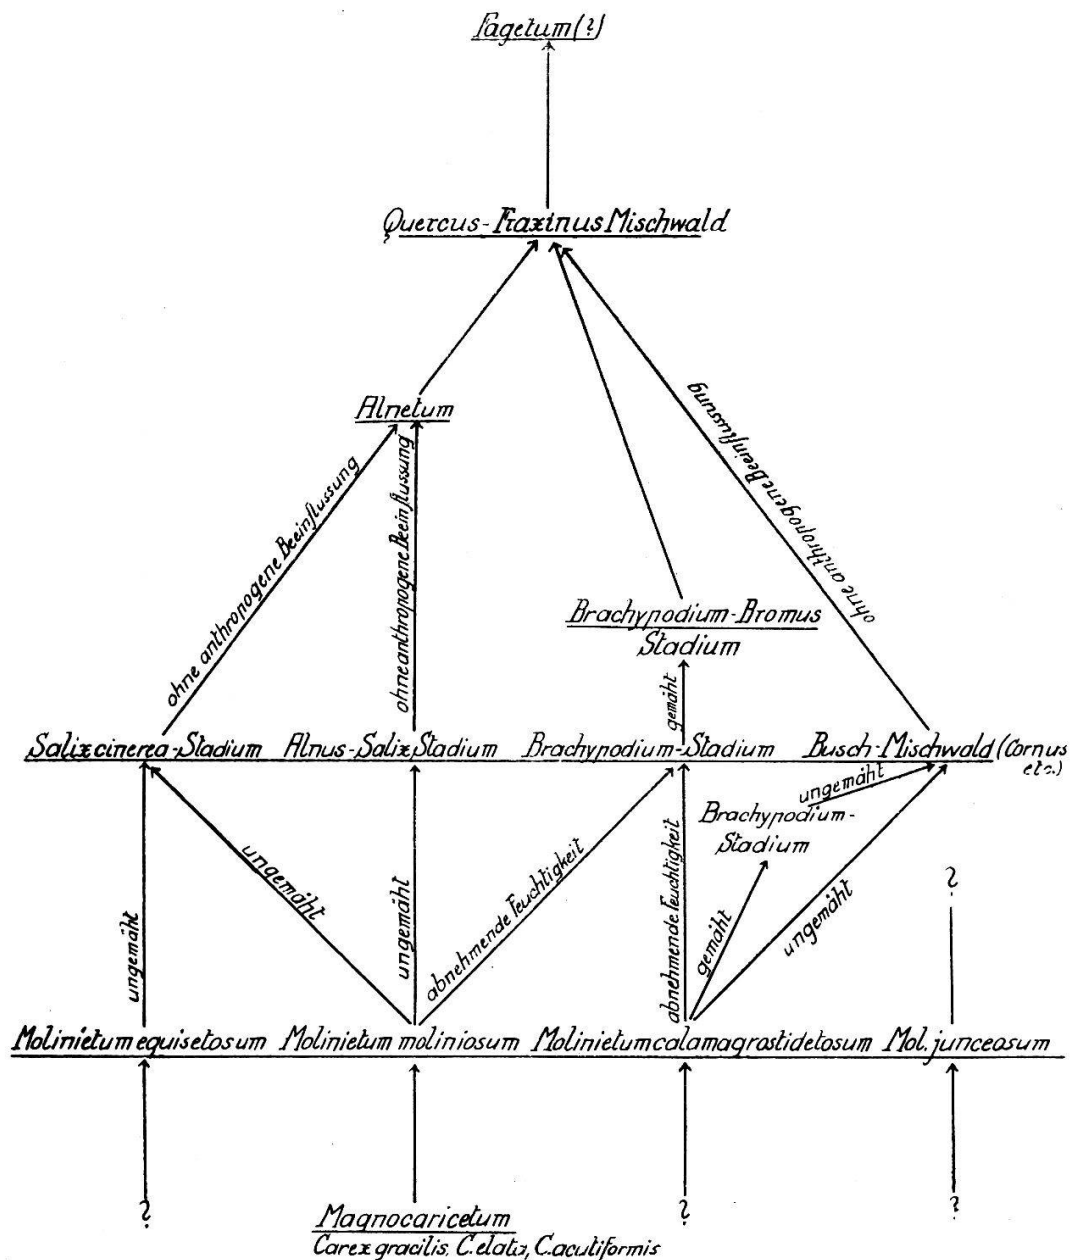 Fagetum (?)
Quercus-Fraxinus Mischwald
Alnetum
ohne anthropogene Beeinflussung
ohne anthropogene Beeinflussung
ohne anthropogene Beeinflussung
Brachypodium-Bromus
Stadium
gemäht
Salix cinerea-Stadium Alnus-Salix Stadium Brachypodium-Stadium Busch-Mischwald (Cornus
etc.)
ungemäht
Brachypodium-
Stadium
ungemäht
ungemäht
ungemäht
abnehmende Feuchtigkeit
abnehmende Feuchtigkeit
gemäht
ungemäht
?
Molinietum equisetosum Molinietum moliniosum Molinietum calamagrostidetosum Mol. junceosum
? ? ?
Magnocaricetum
Carex gracilis, C. elata, C. acutiformis